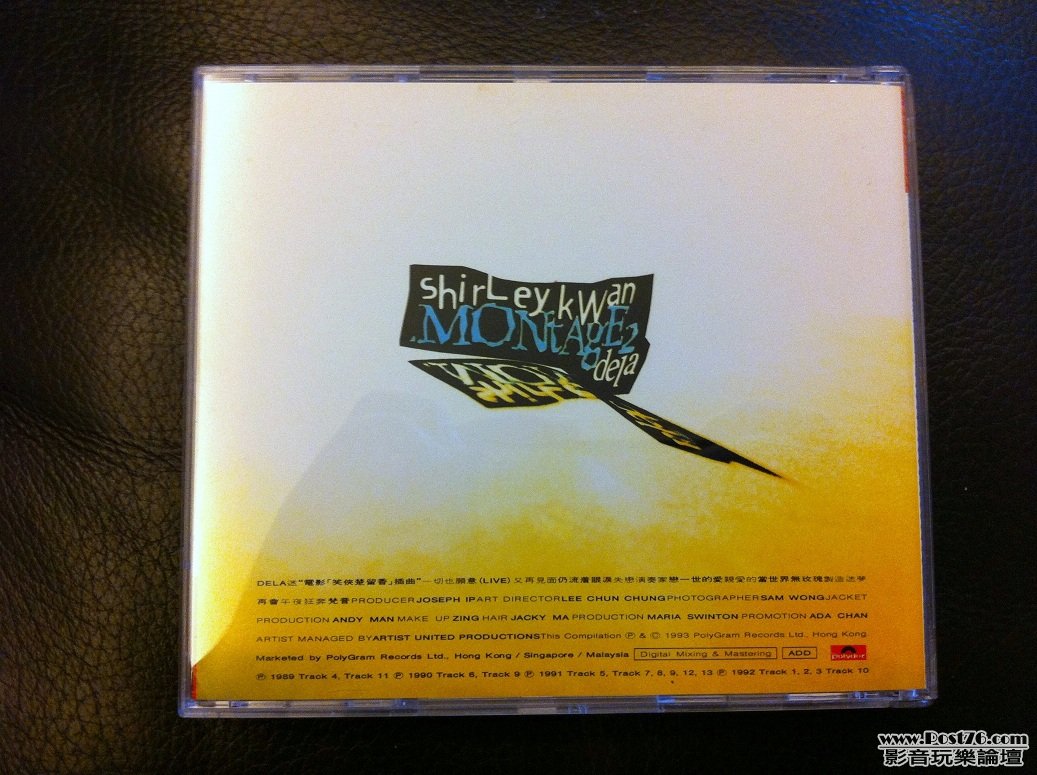 shirLey kWan
.MONtAgE2
dela
DELA迷"電影「笑俠楚留香」插曲"一切也願意(LIVE)又再見面仍流着眼淚失戀演奏家戀一世的愛親愛的當世界無玫瑰製造迷夢
再會午夜狂奔梵音PRODUCER JOSEPH IP ART DIRECTOR LEE CHUN CHUNG PHOTOGRAPHER SAM WONG JACKET
PRODUCTION ANDY MAN MAKE UP ZING HAIR JACKY MA PRODUCTION MARIA SWINTON PROMOTION ADA CHAN
ARTIST MANAGED BY ARTIST UNITED PRODUCTIONS This Compilation Ⓟ & © 1993 PolyGram Records Ltd., Hong Kong
Marketed by PolyGram Records Ltd., Hong Kong / Singapore / Malaysia Digital Mixing & Mastering ADD polydor
Ⓟ 1989 Track 4, Track 11 Ⓟ 1990 Track 6, Track 9 Ⓟ 1991 Track 5, Track 7, 8, 9, 12, 13 Ⓟ 1992 Track 1, 2, 3 Track 10
www.Post76.com
影音玩樂論壇